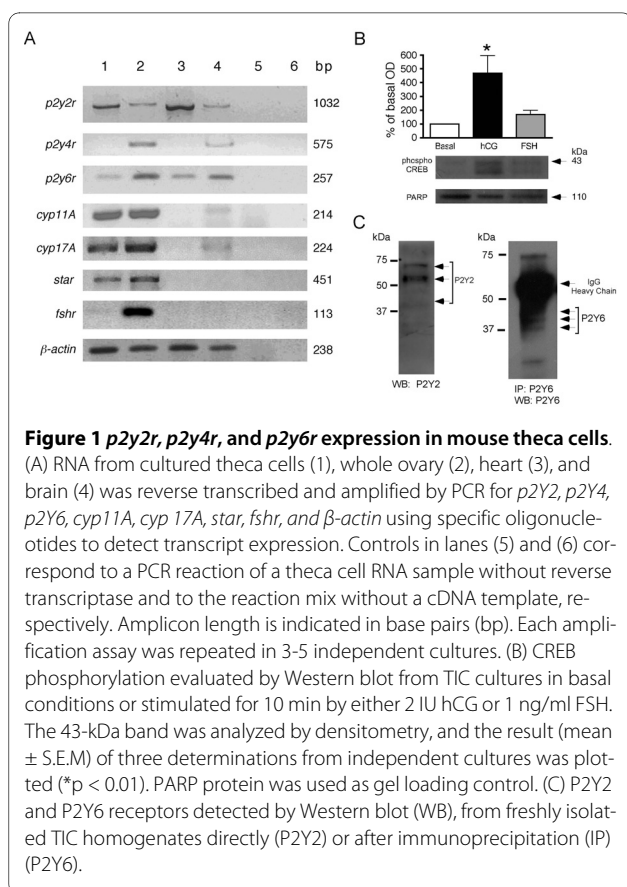 A
1 2 3 4 5 6 bp
p2y2r 1032
p2y4r 575
p2y6r 257
cyp11A 214
cyp17A 224
star 451
fshr 113
β-actin 238
B
% of basal OD
600
500
400
300
200
100
0
*
Basal hCG FSH
kDa
phospho CREB 43
PARP 110
C
kDa
75
50
37
P2Y2
WB: P2Y2
kDa
75
50
37
IgG
Heavy Chain
P2Y6
IP: P2Y6
WB: P2Y6
Figure 1 p2y2r, p2y4r, and p2y6r expression in mouse theca cells.
(A) RNA from cultured theca cells (1), whole ovary (2), heart (3), and
brain (4) was reverse transcribed and amplified by PCR for p2Y2, p2Y4,
p2Y6, cyp11A, cyp 17A, star, fshr, and β-actin using specific oligonucle-
otides to detect transcript expression. Controls in lanes (5) and (6) cor-
respond to a PCR reaction of a theca cell RNA sample without reverse
transcriptase and to the reaction mix without a cDNA template, re-
spectively. Amplicon length is indicated in base pairs (bp). Each ampli-
fication assay was repeated in 3-5 independent cultures. (B) CREB
phosphorylation evaluated by Western blot from TIC cultures in basal
conditions or stimulated for 10 min by either 2 IU hCG or 1 ng/ml FSH.
The 43-kDa band was analyzed by densitometry, and the result (mean
± S.E.M) of three determinations from independent cultures was plot-
ted (*p < 0.01). PARP protein was used as gel loading control. (C) P2Y2
and P2Y6 receptors detected by Western blot (WB), from freshly isolat-
ed TIC homogenates directly (P2Y2) or after immunoprecipitation (IP)
(P2Y6).